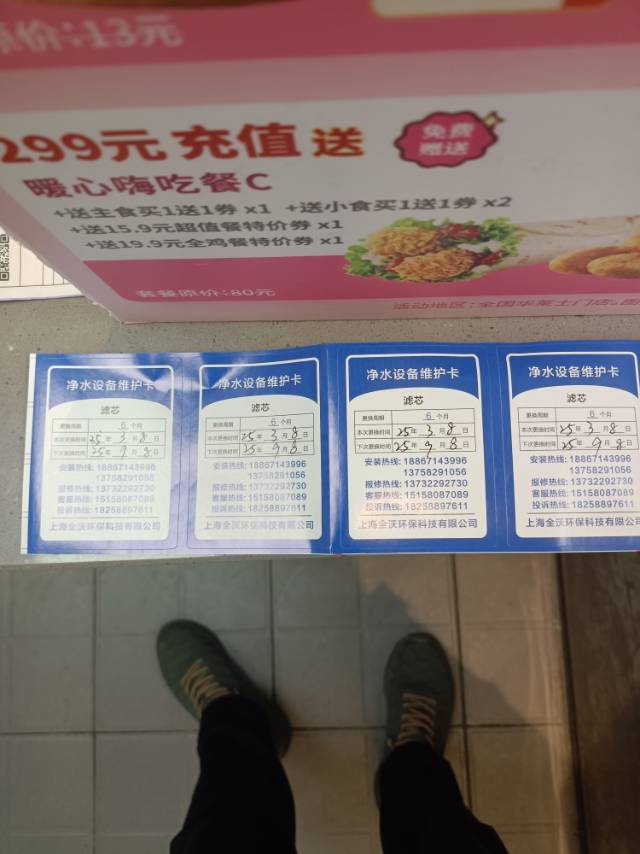 原价:13元
299元 充值 送
免费
赠送
暖心嗨吃餐C
+送主食买1送1券 x1 +送小食买1送1券 x2
+送15.9元超值餐特价券 x1
+送19.9元全鸡餐特价券 x1
套餐原价:80元
活动地区:全国华莱士门店,
净水设备维护卡
滤芯
更换周期 6 个月
本次更换时间 25年 3月 8日
下次更换时间 25年 9月 8日
安装热线: 18867143996
13758291056
报修热线: 13732292730
客服热线: 15158087089
投诉热线: 18258897611
上海全沃环保科技有限公司
净水设备维护卡
滤芯
更换周期 6 个月
本次更换时间 25年 3月 8日
下次更换时间 25年 9月 8日
安装热线: 18867143996
13758291056
报修热线: 13732292730
客服热线: 15158087089
投诉热线: 18258897611
上海全沃环保科技有限公司
净水设备维护卡
滤芯
更换周期 6 个月
本次更换时间 25年 3月 8日
下次更换时间 25年 9月 8日
安装热线: 18867143996
13758291056
报修热线: 13732292730
客服热线: 15158087089
投诉热线: 18258897611
上海全沃环保科技有限公司
净水设备维护卡
滤芯
更换周期 6 个月
本次更换时间 25年 3月 8日
下次更换时间 25年 9月 8日
安装热线: 18867143996
13758291056
报修热线: 13732292730
客服热线: 15158087089
投诉热线: 18258897611
上海全沃环保科技有限公司